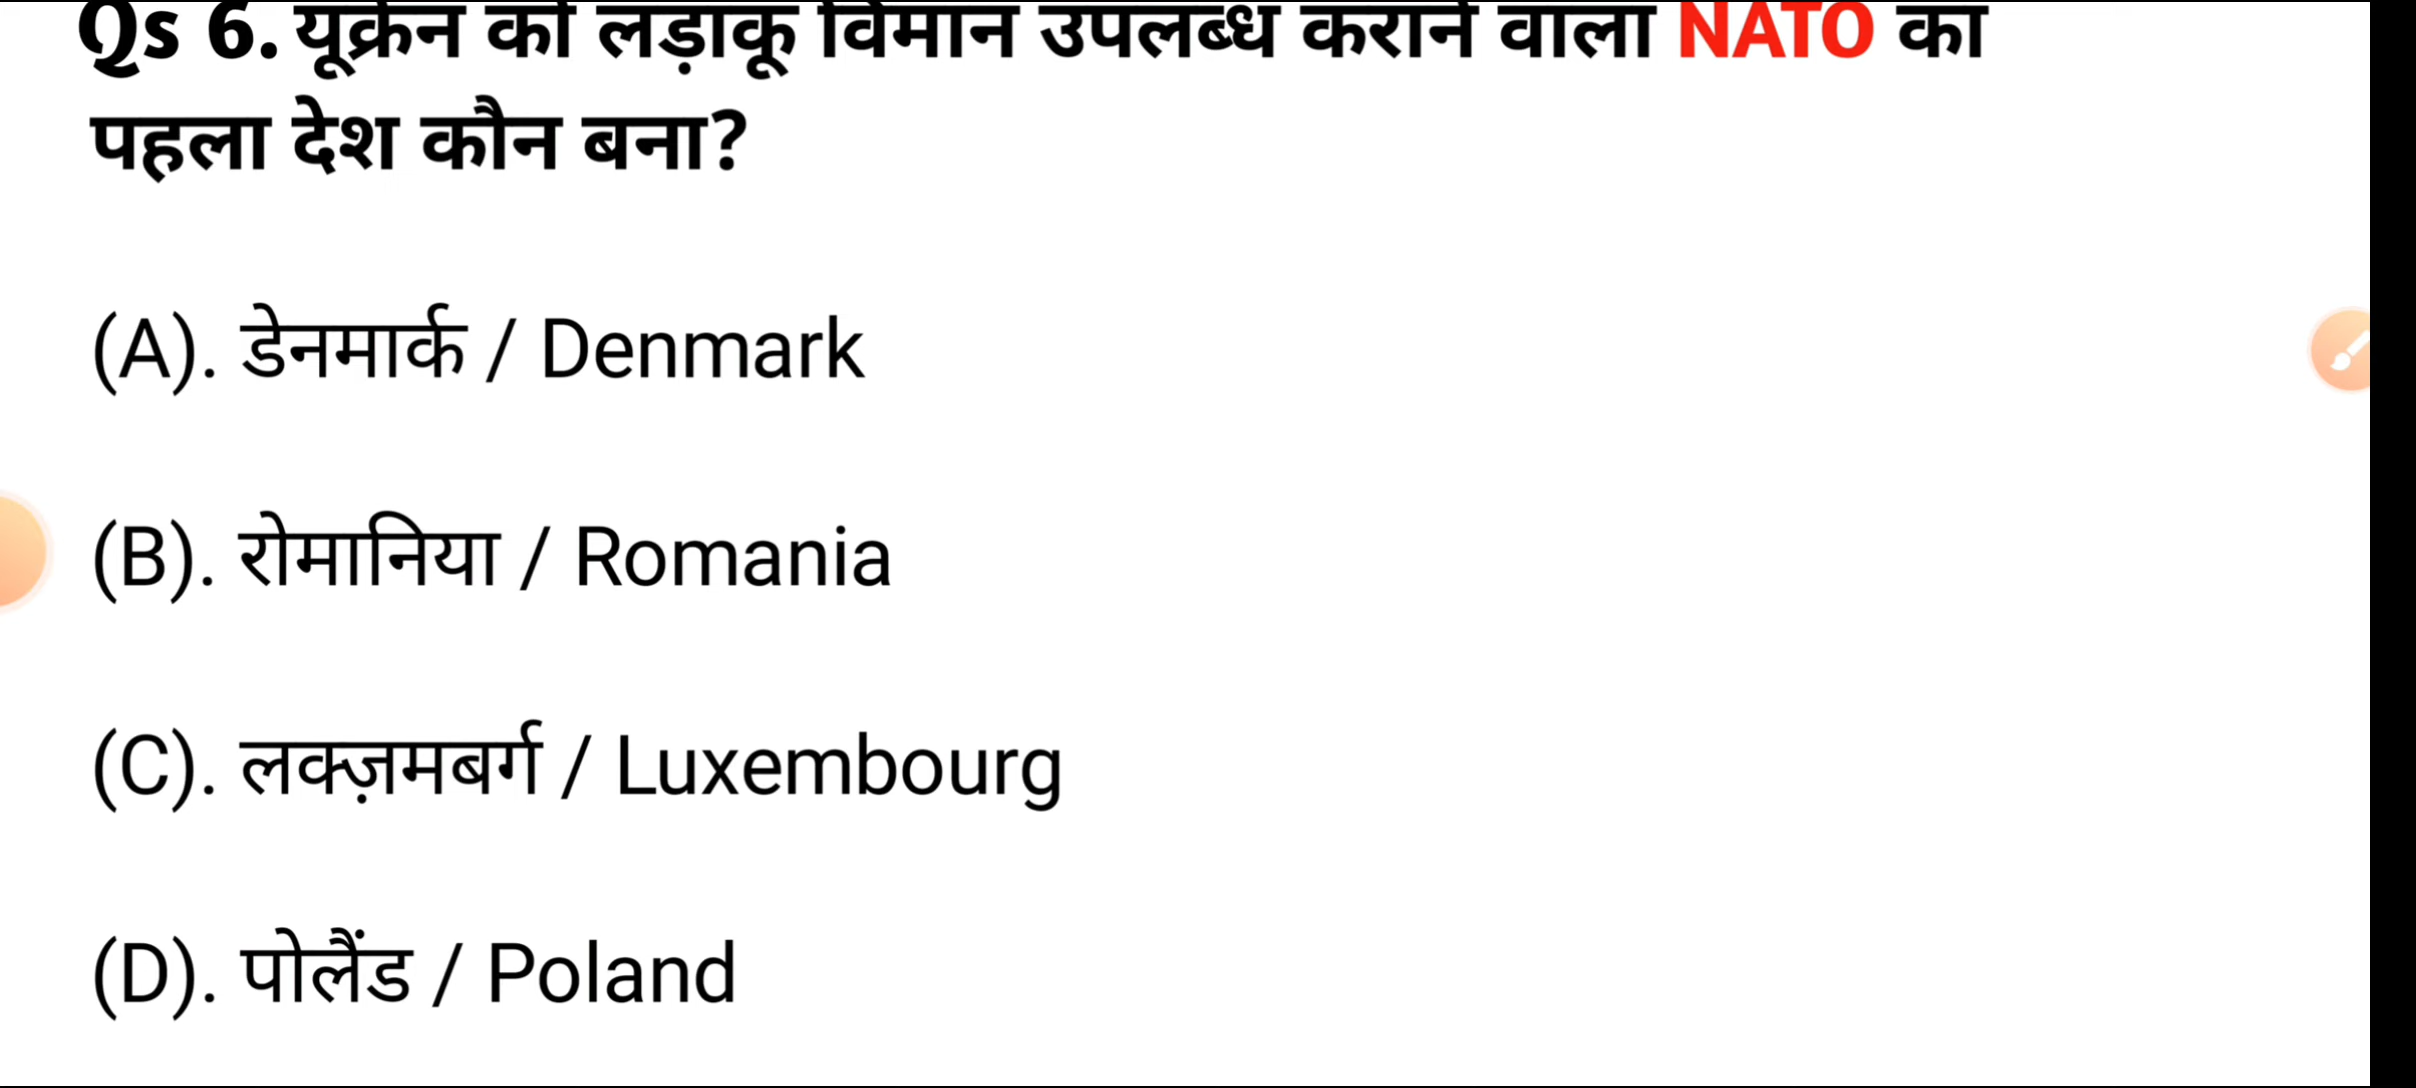 Qs 6. यूक्रेन को लड़ाकू विमान उपलब्ध कराने वाला NATO का
पहला देश कौन बना?
(A). डेनमार्क / Denmark
(B). रोमानिया / Romania
(C). लक्ज़मबर्ग / Luxembourg
(D). पोलैंड / Poland